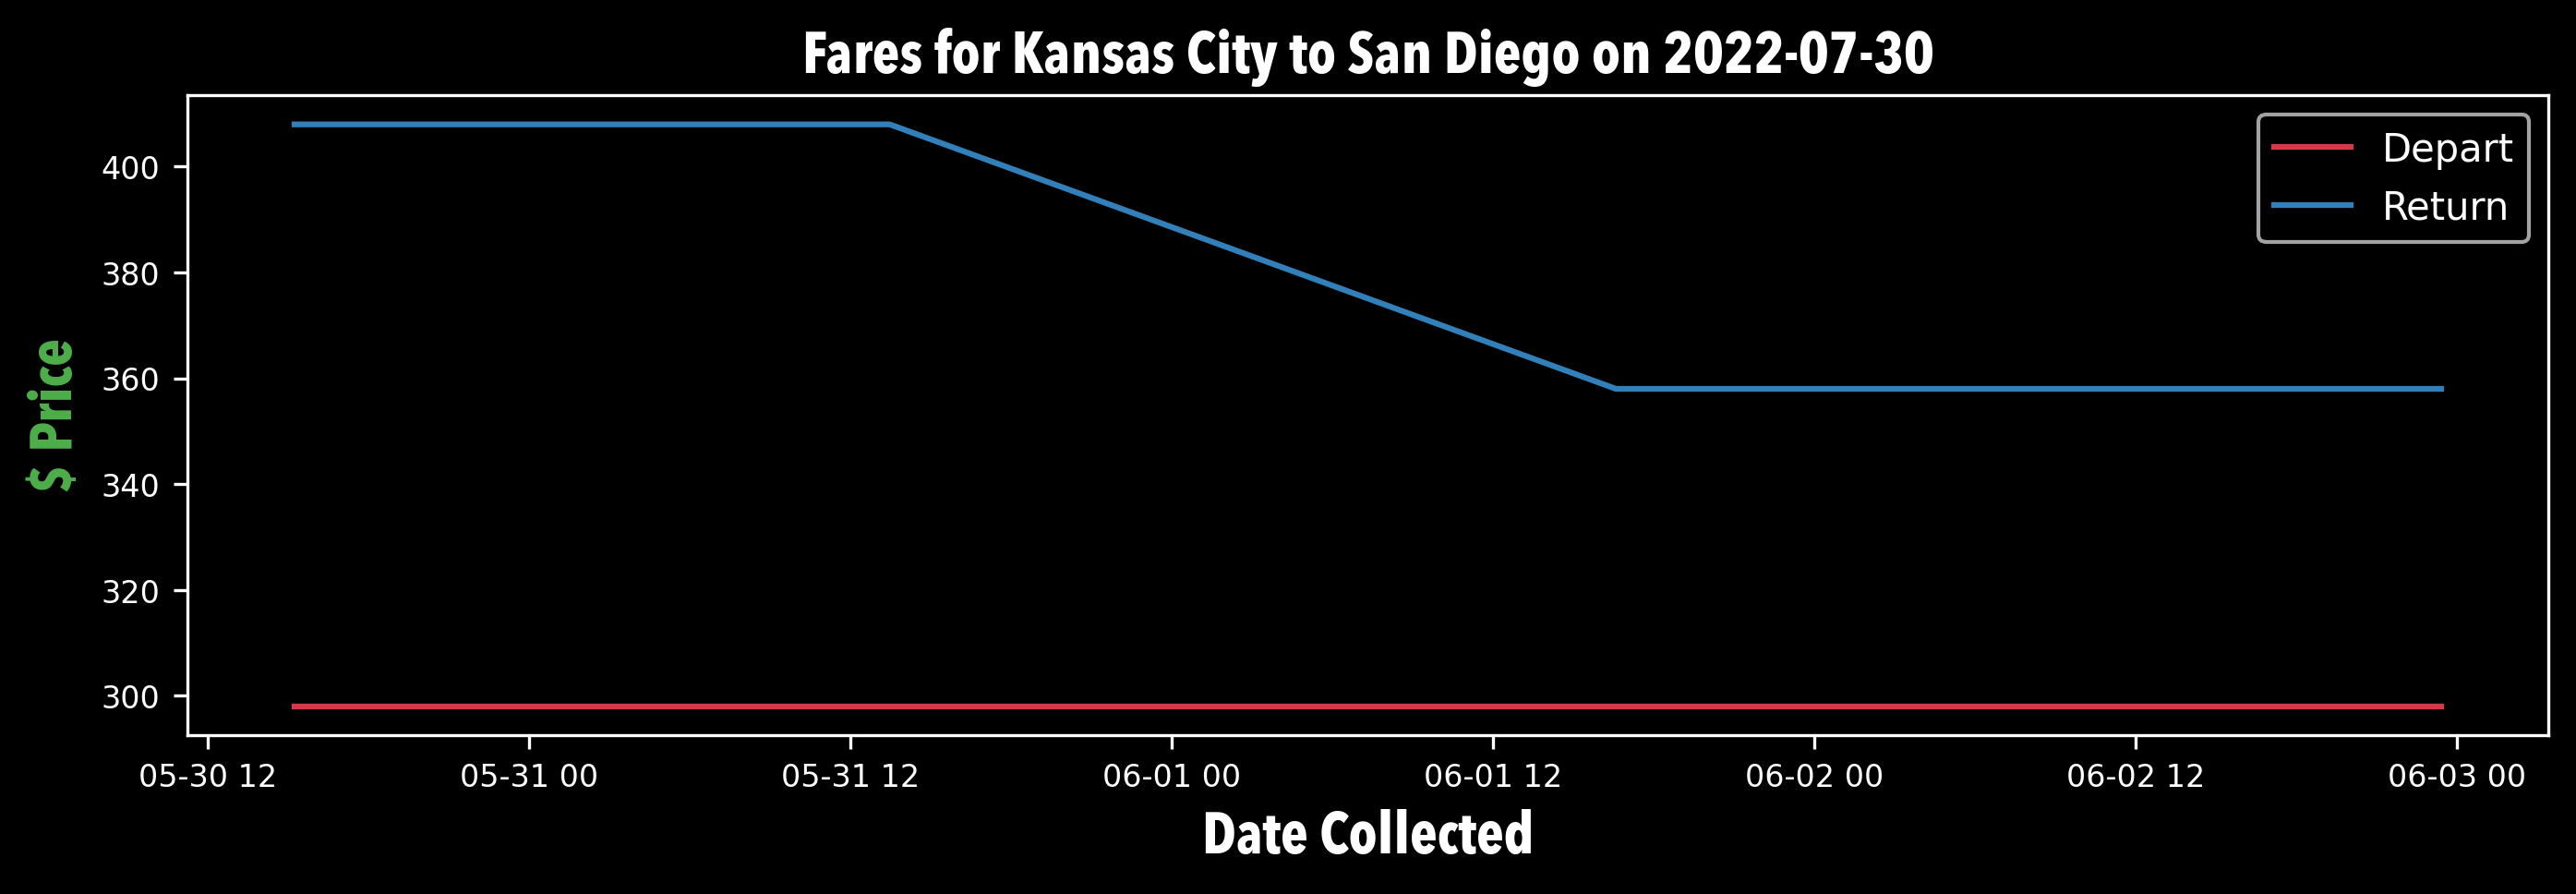 Fares for Kansas City to San Diego on 2022-07-30
Depart
Return
400
380
360
340
320
300
$ Price
05-30 12 05-31 00 05-31 12 06-01 00 06-01 12 06-02 00 06-02 12 06-03 00
Date Collected